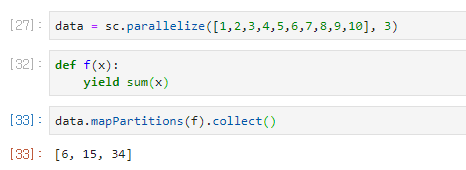 [27]: data = sc.parallelize([1,2,3,4,5,6,7,8,9,10], 3)
[32]: def f(x):
    yield sum(x)
[33]: data.mapPartitions(f).collect()
[33]: [6, 15, 34]